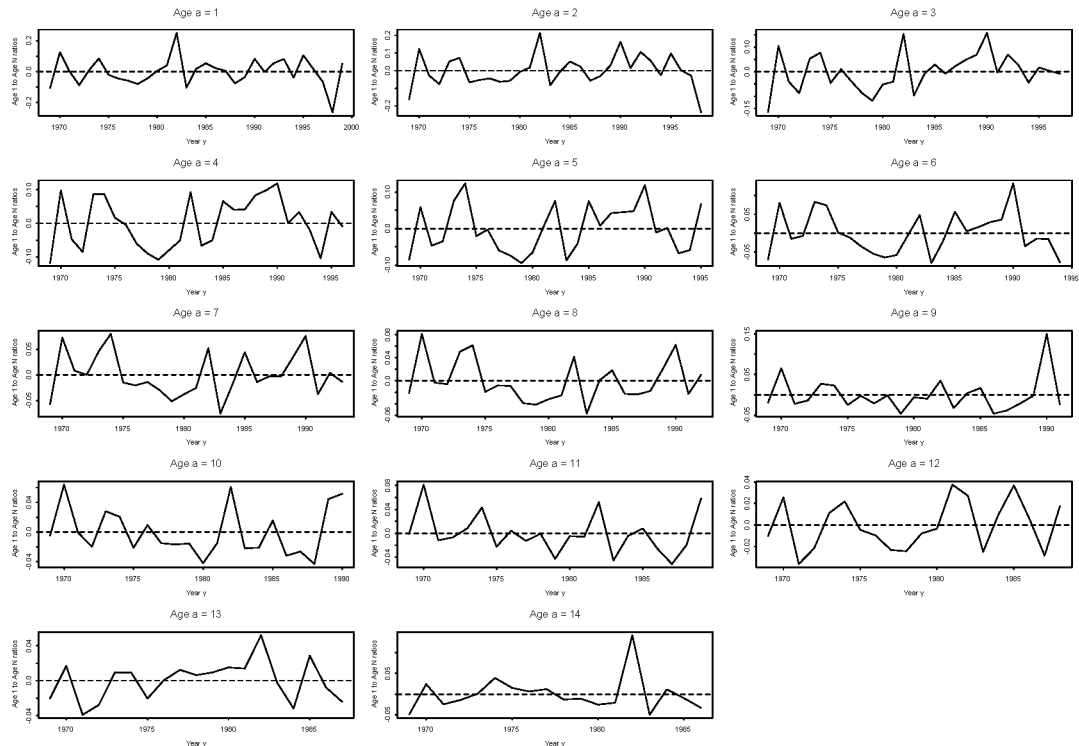 Age a = 1
Age 1 to Age N ratios
-0.2 0.0 0.2
1970 1975 1980 1985 1990 1995 2000
Year y
Age a = 2
Age 1 to Age N ratios
-0.2 0.0 0.1 0.2
1970 1975 1980 1985 1990 1995
Year y
Age a = 3
Age 1 to Age N ratios
-0.15 0.0 0.10
1970 1975 1980 1985 1990 1995
Year y
Age a = 4
Age 1 to Age N ratios
-0.10 0.0 0.10
1970 1975 1980 1985 1990 1995
Year y
Age a = 5
Age 1 to Age N ratios
-0.10 0.0 0.10
1970 1975 1980 1985 1990 1995
Year y
Age a = 6
Age 1 to Age N ratios
-0.05 0.05
1970 1975 1980 1985 1990 1995
Year y
Age a = 7
Age 1 to Age N ratios
-0.05 0.0 0.05
1970 1975 1980 1985 1990
Year y
Age a = 8
Age 1 to Age N ratios
-0.06 0.0 0.04 0.08
1970 1975 1980 1985 1990
Year y
Age a = 9
Age 1 to Age N ratios
-0.05 0.05 0.15
1970 1975 1980 1985 1990
Year y
Age a = 10
Age 1 to Age N ratios
-0.04 0.0 0.04
1970 1975 1980 1985 1990
Year y
Age a = 11
Age 1 to Age N ratios
-0.04 0.0 0.04 0.08
1970 1975 1980 1985
Year y
Age a = 12
Age 1 to Age N ratios
-0.02 0.0 0.02 0.04
1970 1975 1980 1985
Year y
Age a = 13
Age 1 to Age N ratios
-0.04 0.0 0.04
1970 1975 1980 1985
Year y
Age a = 14
Age 1 to Age N ratios
-0.05 0.05
1970 1975 1980 1985
Year y